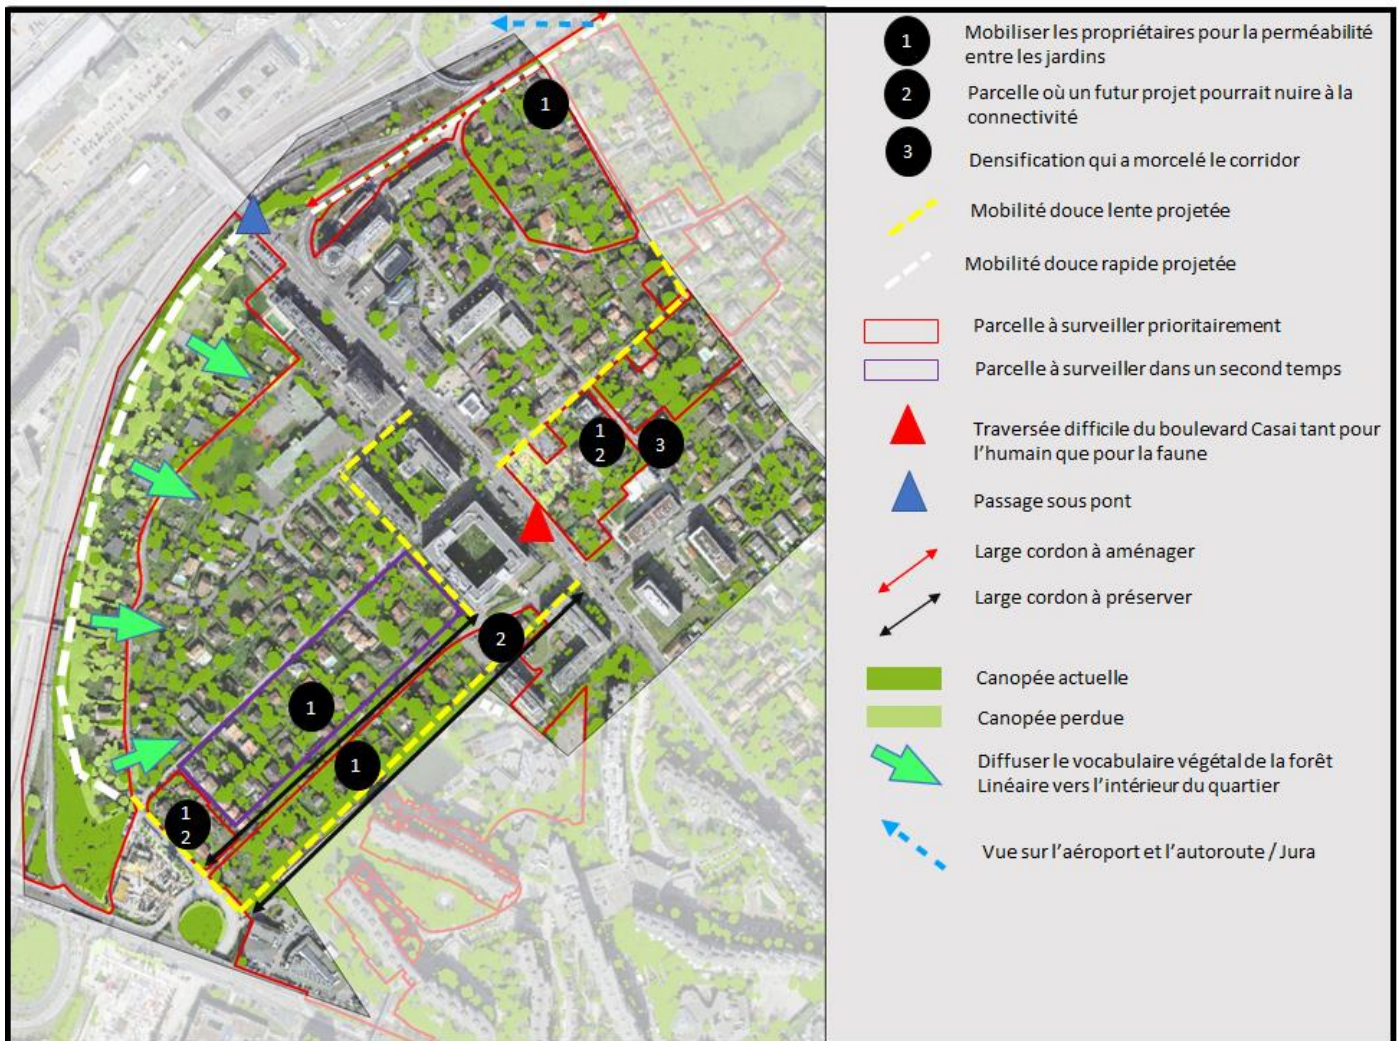 1
Mobiliser les propriétaires pour la perméabilité
entre les jardins
2
Parcelle où un futur projet pourrait nuire à la
connectivité
3
Densification qui a morcelé le corridor
Mobilité douce lente projetée
Mobilité douce rapide projetée
Parcelle à surveiller prioritairement
Parcelle à surveiller dans un second temps
Traversée difficile du boulevard Casai tant pour
l'humain que pour la faune
Passage sous pont
Large cordon à aménager
Large cordon à préserver
Canopée actuelle
Canopée perdue
Diffuser le vocabulaire végétal de la forêt
Linéaire vers l'intérieur du quartier
Vue sur l'aéroport et l'autoroute / Jura
1
1
2
3
2
1
1
1
2